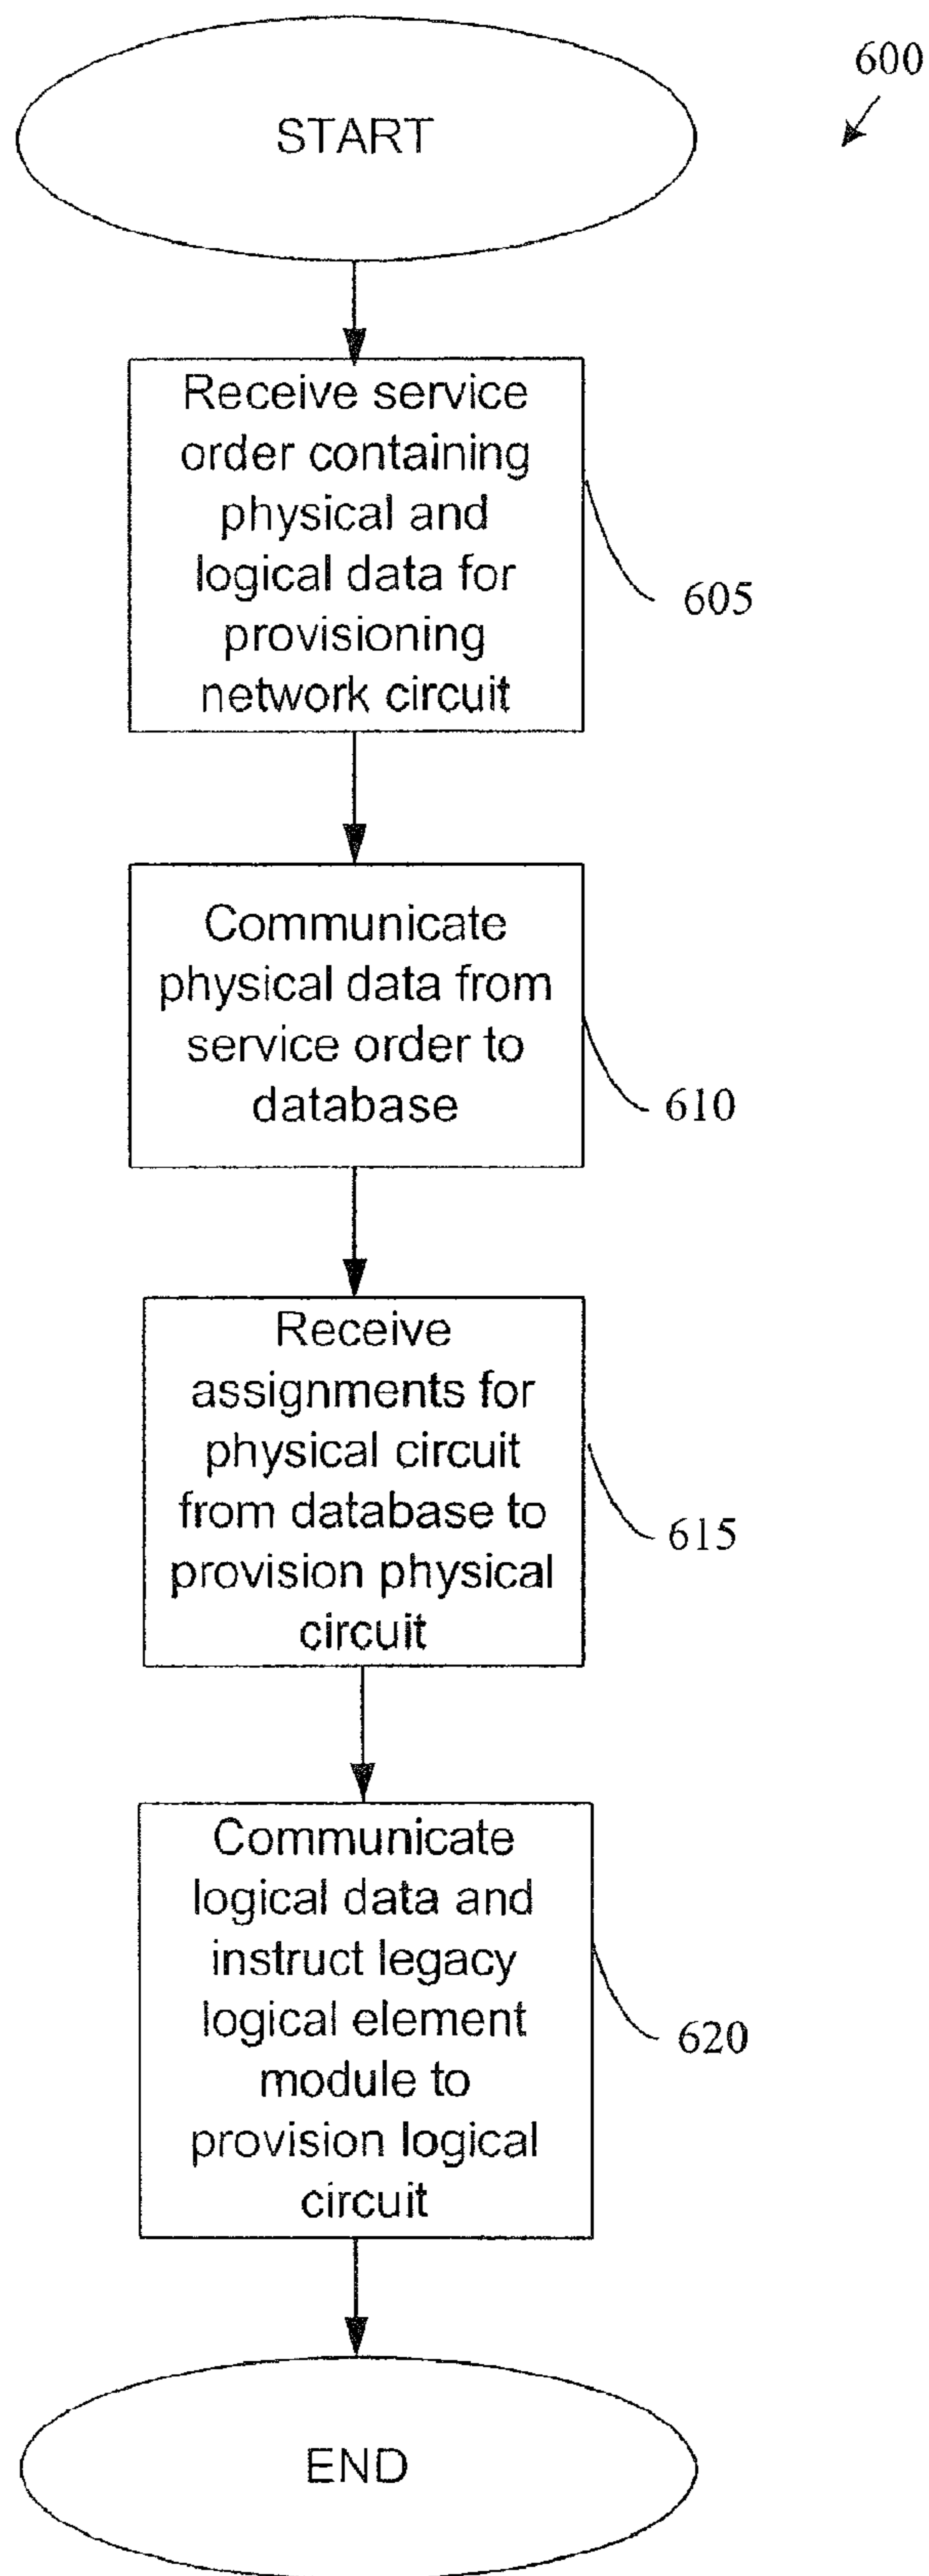 START
600
Receive service
order containing
physical and
logical data for
provisioning
network circuit
605
Communicate
physical data from
service order to
database
610
Receive
assignments for
physical circuit
from database to
provision physical
circuit
615
Communicate
logical data and
instruct legacy
logical element
module to
provision logical
circuit
620
END